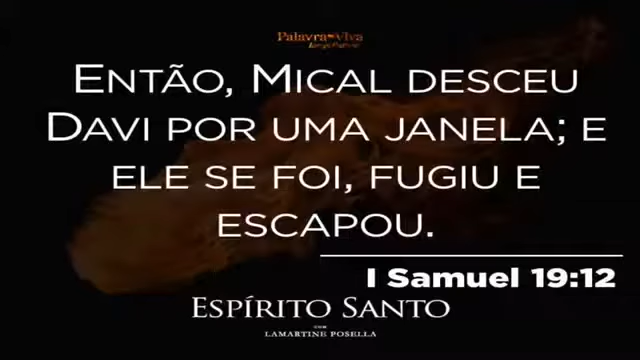 Palavra Viva
ENTÃO, MICAL DESCEU
DAVI POR UMA JANELA; E
ELE SE FOI, FUGIU E
ESCAPOU.
I Samuel 19:12
ESPÍRITO SANTO
COM
LAMARTINE POSELLA